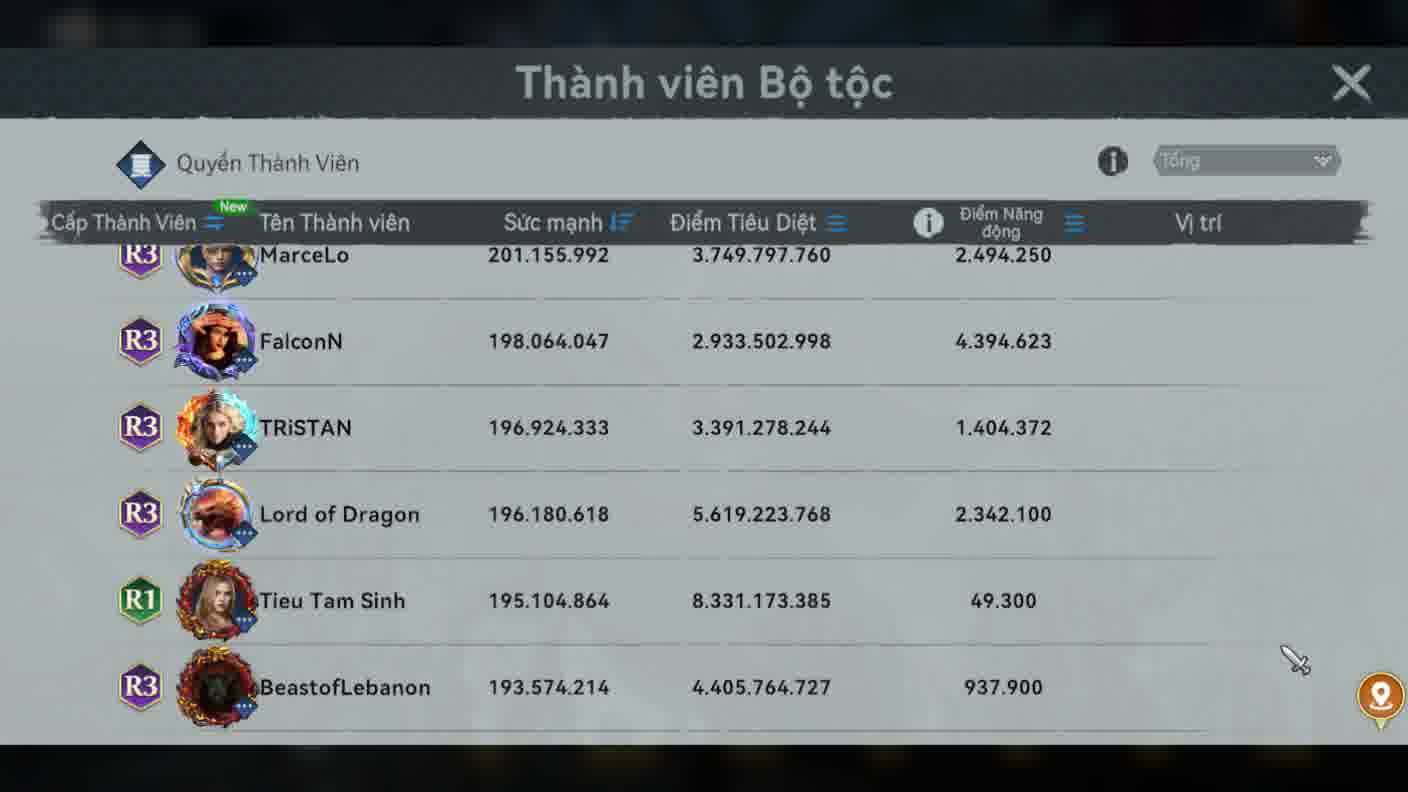 Thành viên Bộ tộc
Quyển Thành Viên
Tổng
Cấp Thành Viên New Tên Thành viên Sức mạnh Điểm Tiêu Diệt Điểm Năng động Vị trí
R3 MarceLo 201.155.992 3.749.797.760 2.494.250
R3 FalconN 198.064.047 2.933.502.998 4.394.623
R3 TRiSTAN 196.924.333 3.391.278.244 1.404.372
R3 Lord of Dragon 196.180.618 5.619.223.768 2.342.100
R1 Tieu Tam Sinh 195.104.864 8.331.173.385 49.300
R3 BeastofLebanon 193.574.214 4.405.764.727 937.900